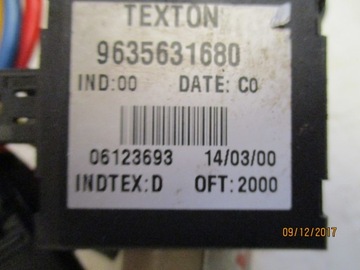 TEXTON
9635631680
IND:00 DATE: C0
06123693 14/03/00
INDTEX:D OFT:2000
09/12/2017